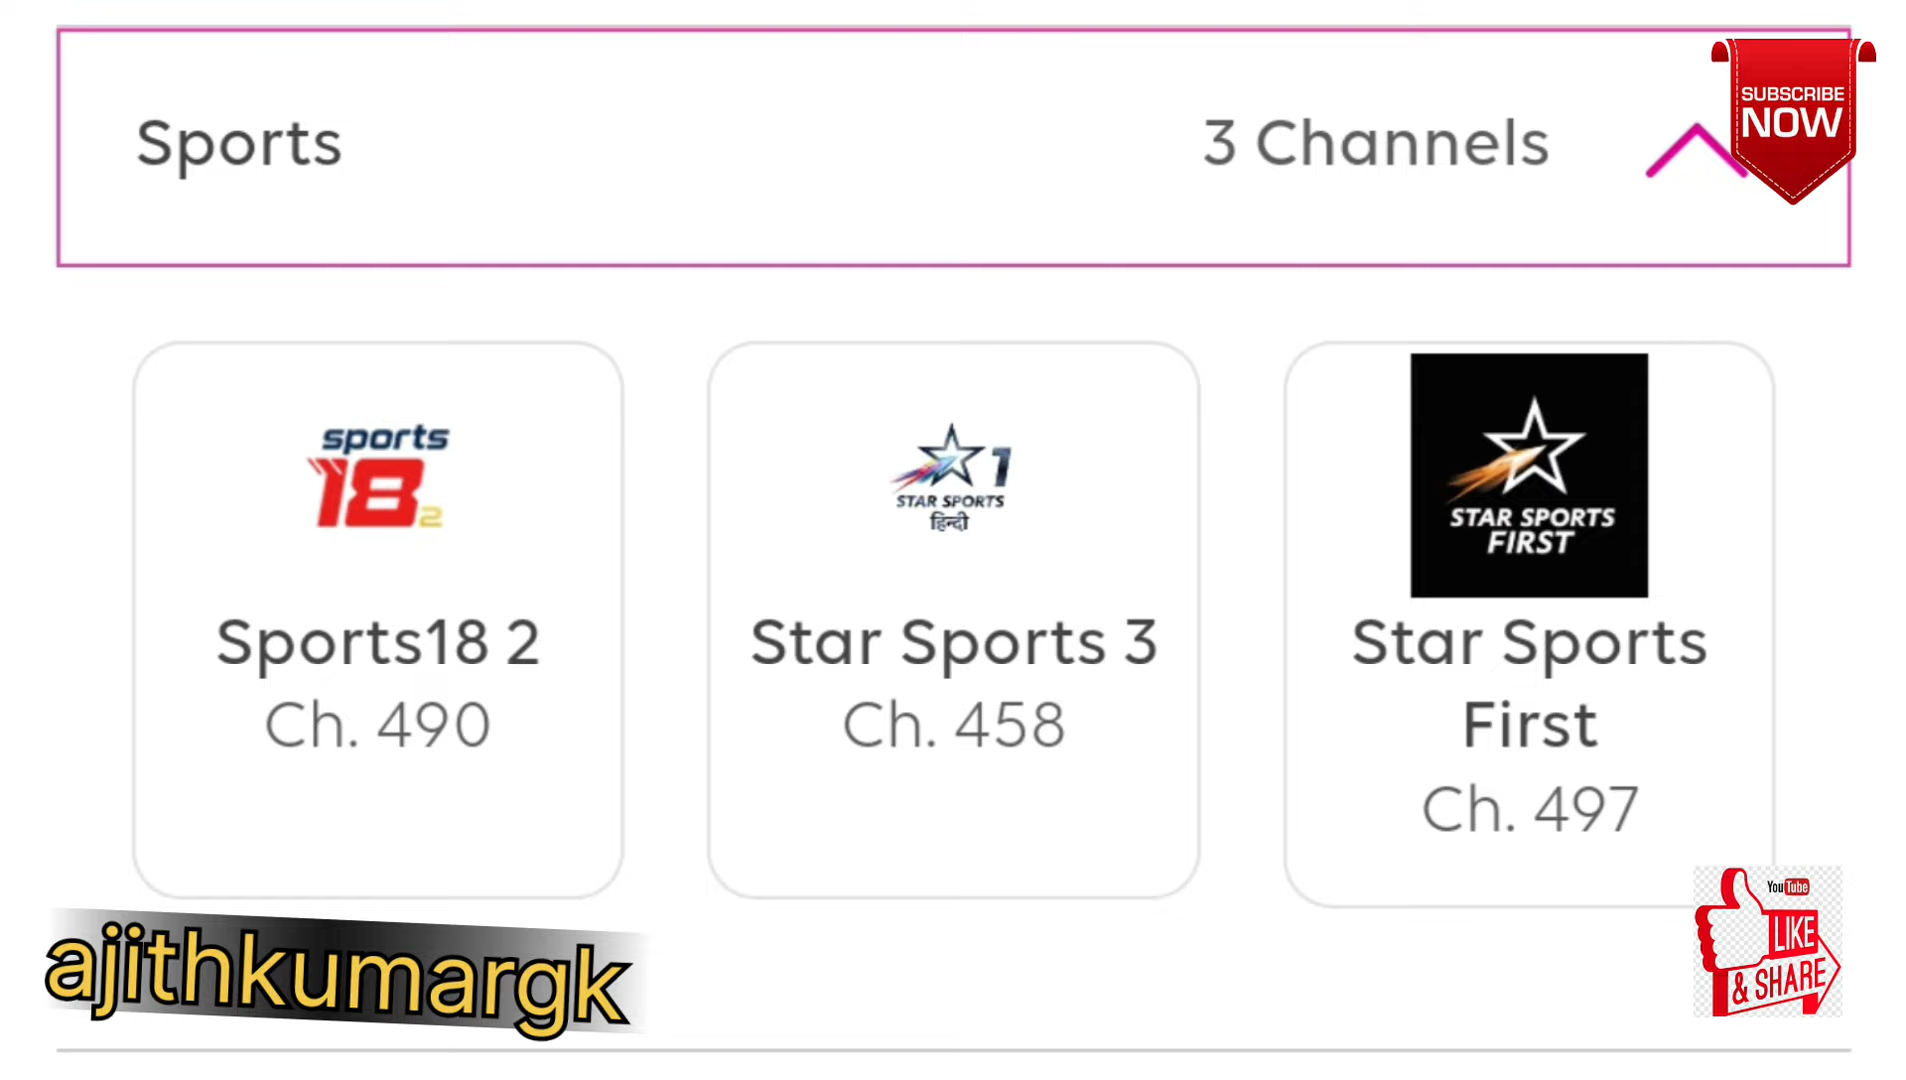 Sports
3 Channels
SUBSCRIBE
NOW
sports
18 2
1
STAR SPORTS
हिन्दी
STAR SPORTS
FIRST
Sports18 2
Ch. 490
Star Sports 3
Ch. 458
Star Sports
First
Ch. 497
ajithkumargk
YouTube
LIKE
& SHARE